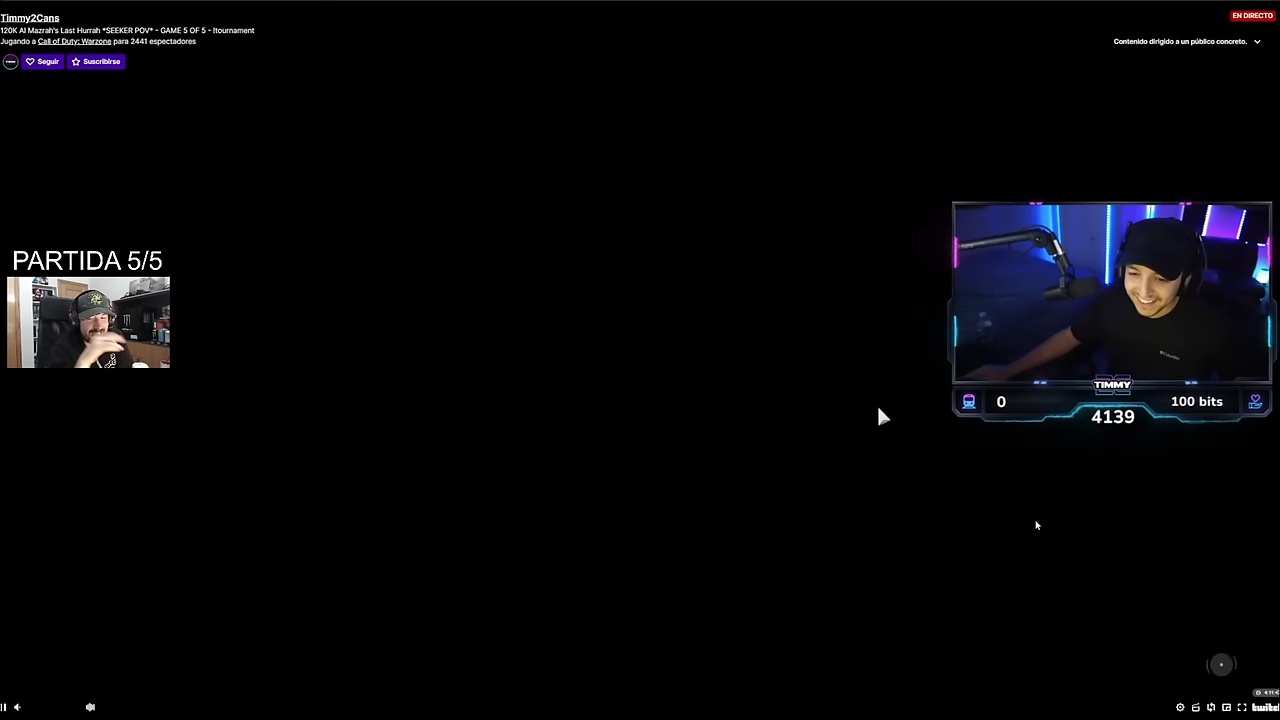 Timmy2Cans
EN DIRECTO
120K Al Mazrah's Last Hurrah *SEEKER POV* - GAME 5 OF 5 - !tournament
Jugando a Call of Duty: Warzone para 2441 espectadores
Contenido dirigido a un público concreto.
Seguir
Suscribirse
PARTIDA 5/5
TIMMY
0
100 bits
4139